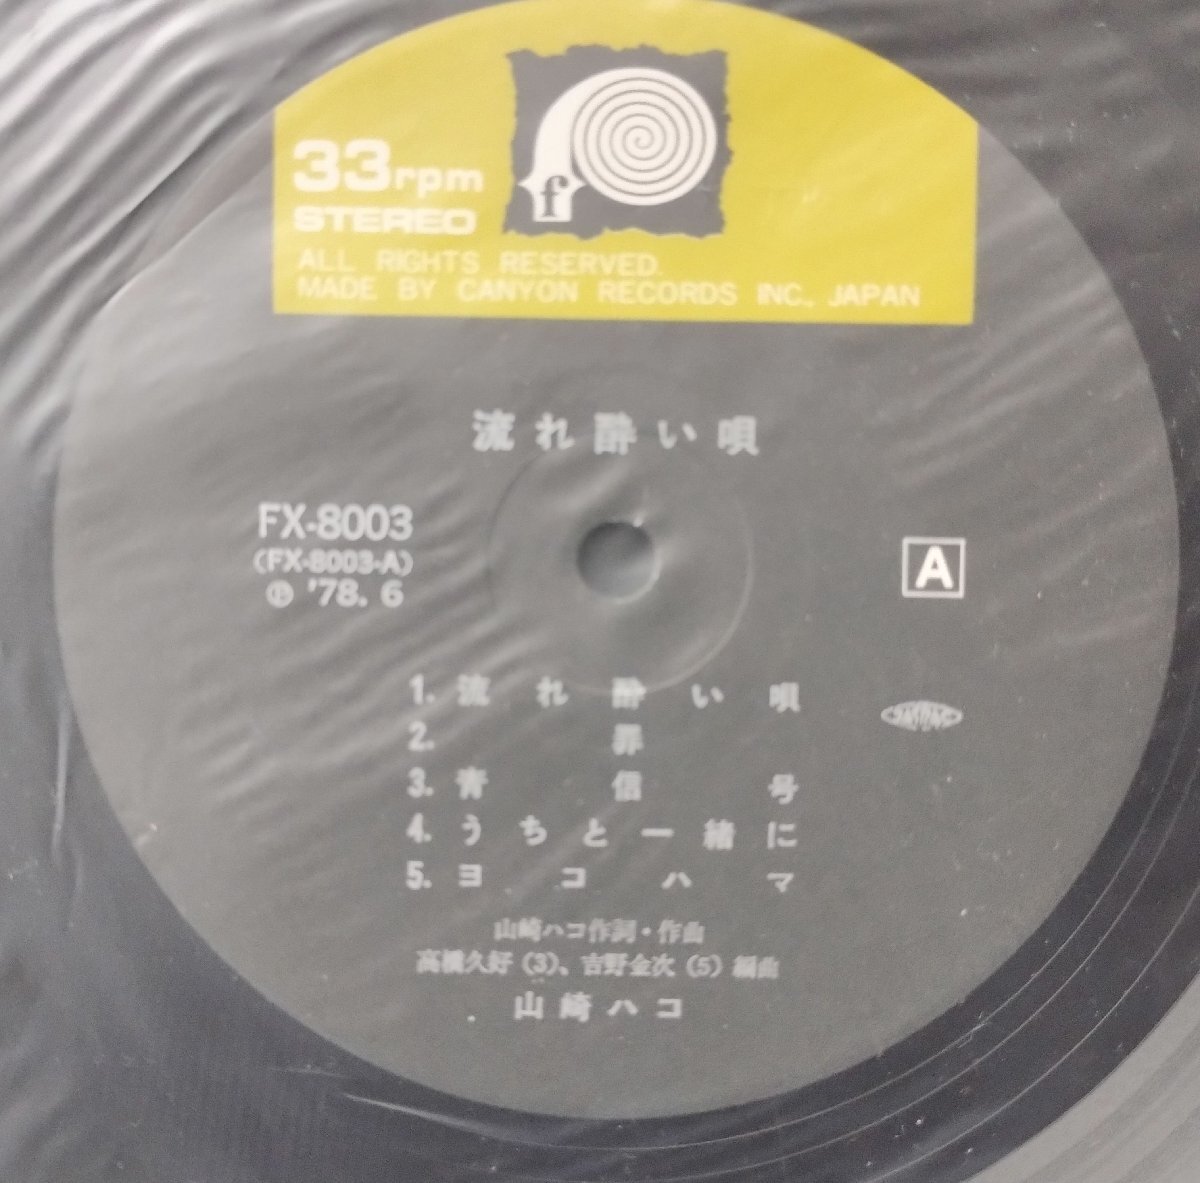 f
33rpm
STEREO
ALL RIGHTS RESERVED.
MADE BY CANYON RECORDS INC., JAPAN
流れ酔い唄
FX-8003
(FX-8003-A)
Ⓟ '78. 6
A
1. 流れ酔い唄
2. 罪
3. 青信号
4. うちと一緒に
5. ヨコハマ
山崎ハコ作詞・作曲
高橋久好(3)、吉野金次(5)編曲
山崎ハコ